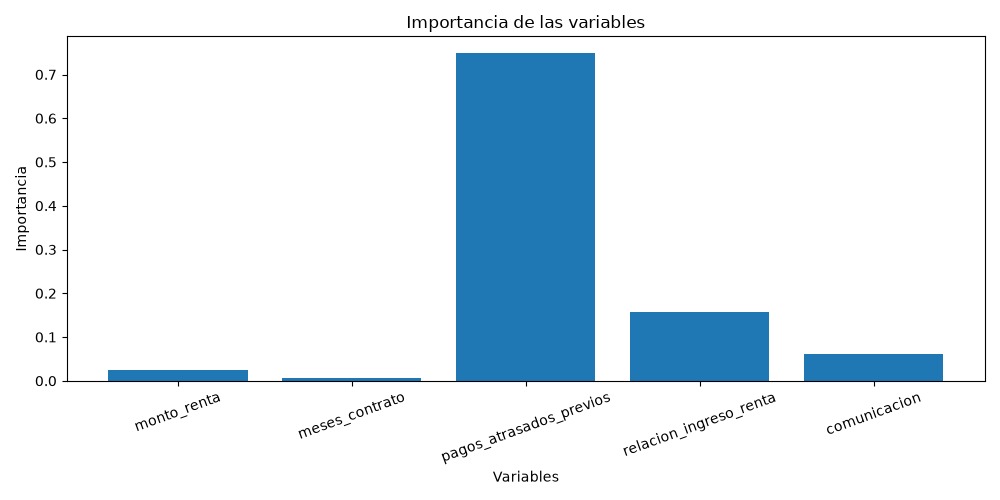 Importancia de las variables
Importancia
0.7
0.6
0.5
0.4
0.3
0.2
0.1
0.0
monto_renta
meses_contrato
pagos_atrasados_previos
relacion_ingreso_renta
comunicacion
Variables